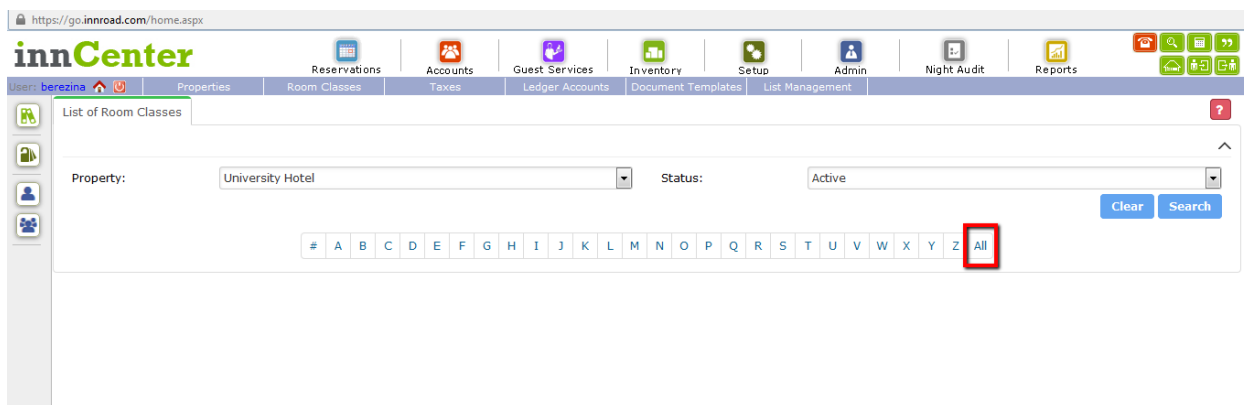 https://go.innroad.com/home.aspx
innCenter
Reservations Accounts Guest Services Inventory Setup Admin Night Audit Reports
User: berezina Properties Room Classes Taxes Ledger Accounts Document Templates List Management
List of Room Classes ?
Property: University Hotel Status: Active
Clear Search
# A B C D E F G H I J K L M N O P Q R S T U V W X Y Z All